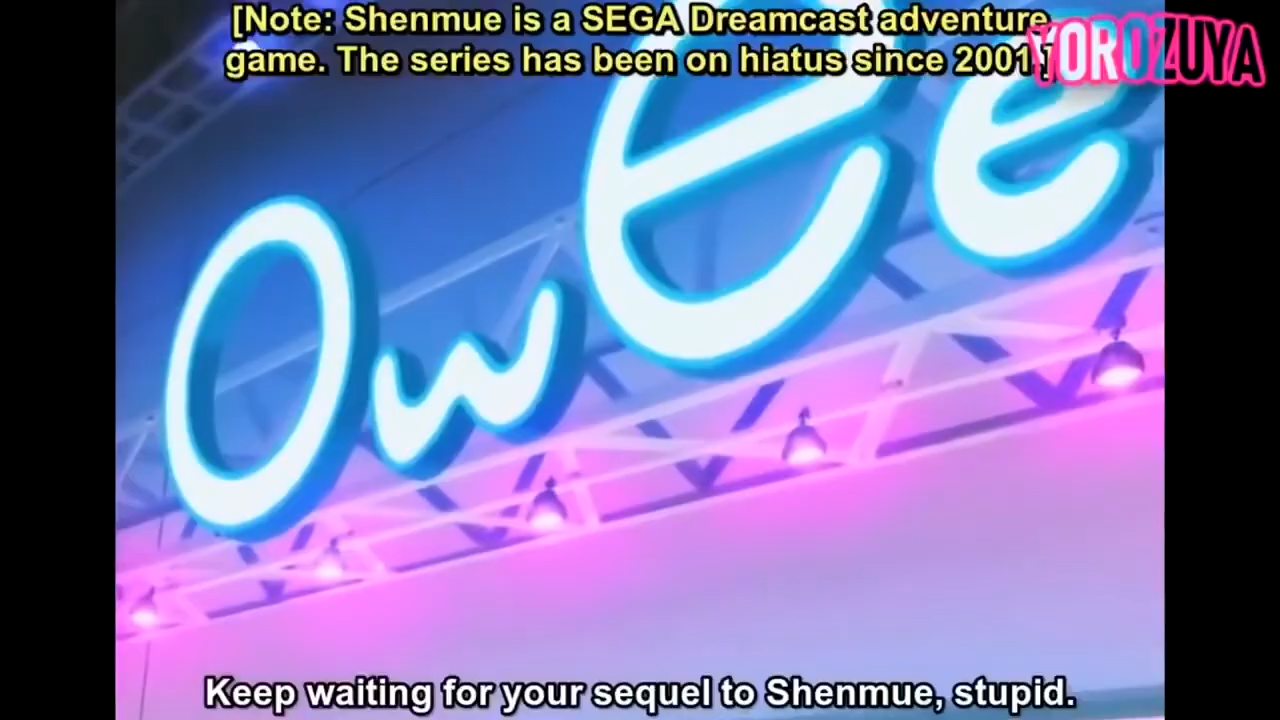 [Note: Shenmue is a SEGA Dreamcast adventure
game. The series has been on hiatus since 2001.]
YOROZUYA
OwEe
Keep waiting for your sequel to Shenmue, stupid.